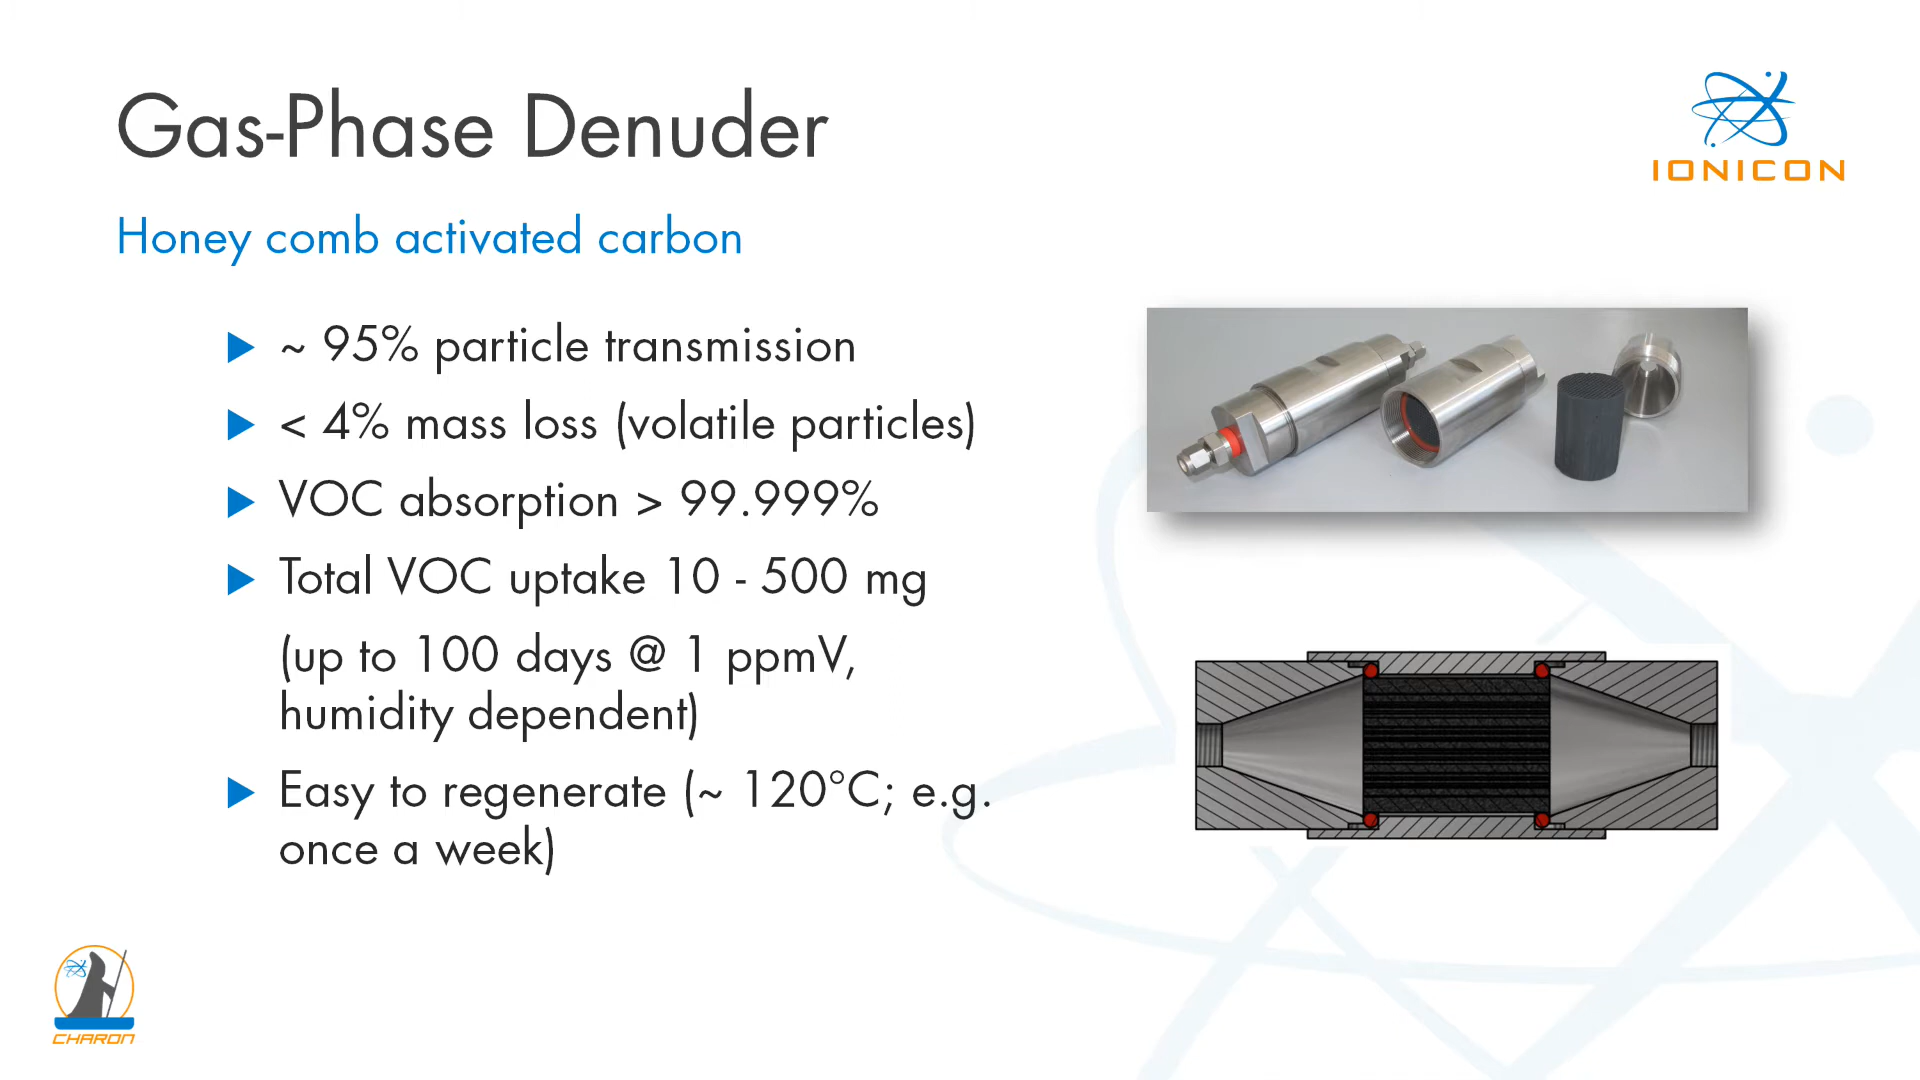 Gas-Phase Denuder
IONICON
Honey comb activated carbon
~ 95% particle transmission
< 4% mass loss (volatile particles)
VOC absorption > 99.999%
Total VOC uptake 10 - 500 mg
(up to 100 days @ 1 ppmV,
humidity dependent)
Easy to regenerate (~ 120°C; e.g.
once a week)
CHARON